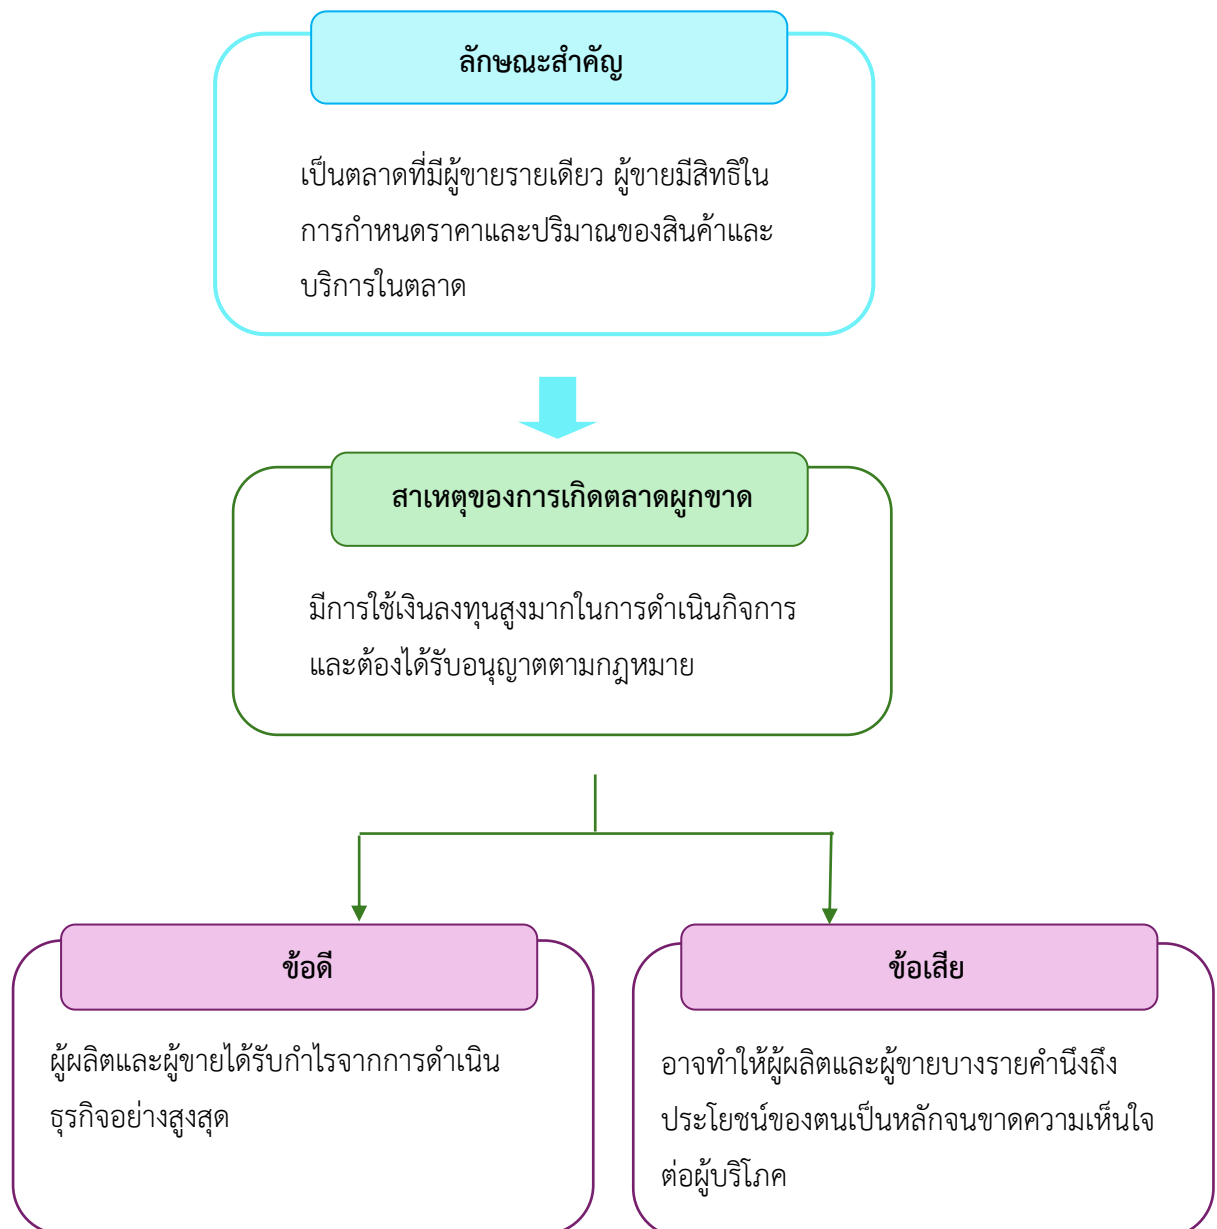 ลักษณะสำคัญ
เป็นตลาดที่มีผู้ขายรายเดียว ผู้ขายมีสิทธิใน
การกำหนดราคาและปริมาณของสินค้าและ
บริการในตลาด
สาเหตุของการเกิดตลาดผูกขาด
มีการใช้เงินลงทุนสูงมากในการดำเนินกิจการ
และต้องได้รับอนุญาตตามกฎหมาย
ข้อดี
ผู้ผลิตและผู้ขายได้รับกำไรจากการดำเนิน
ธุรกิจอย่างสูงสุด
ข้อเสีย
อาจทำให้ผู้ผลิตและผู้ขายบางรายคำนึงถึง
ประโยชน์ของตนเป็นหลักจนขาดความเห็นใจ
ต่อผู้บริโภค